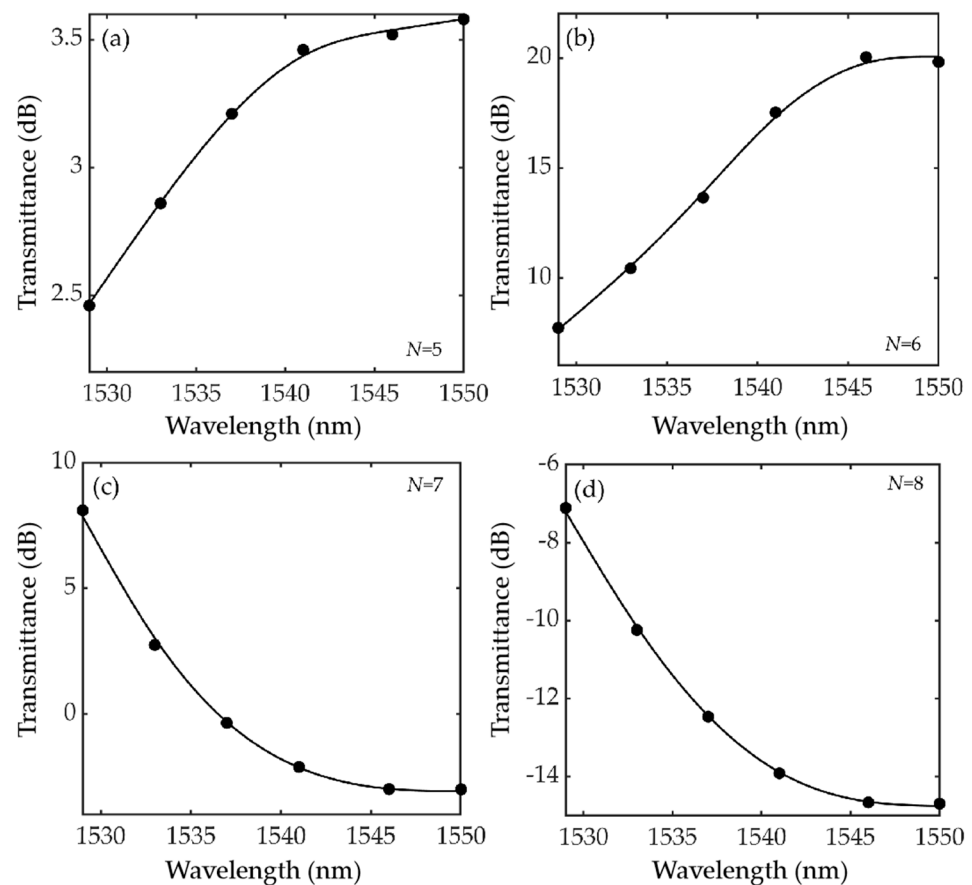 (a)
Transmittance (dB)
3.5
3
2.5
N=5
1530 1535 1540 1545 1550
Wavelength (nm)
(b)
Transmittance (dB)
20
15
10
N=6
1530 1535 1540 1545 1550
Wavelength (nm)
(c)
N=7
Transmittance (dB)
10
5
0
1530 1535 1540 1545 1550
Wavelength (nm)
(d)
N=8
Transmittance (dB)
-6
-8
-10
-12
-14
1530 1535 1540 1545 1550
Wavelength (nm)